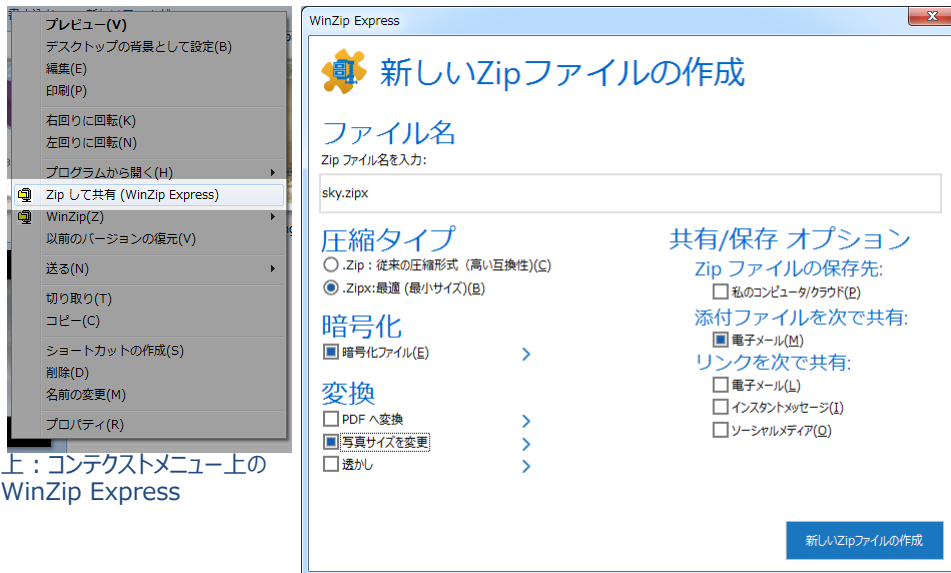 プレビュー(V)
デスクトップの背景として設定(B)
編集(E)
印刷(P)
右回りに回転(K)
左回りに回転(N)
プログラムから開く(H)
Zip して共有 (WinZip Express)
WinZip(Z)
以前のバージョンの復元(V)
送る(N)
切り取り(T)
コピー(C)
ショートカットの作成(S)
削除(D)
名前の変更(M)
プロパティ(R)
上：コンテクストメニュー上の
WinZip Express
WinZip Express
新しいZipファイルの作成
ファイル名
Zip ファイル名を入力:
sky.zipx
圧縮タイプ
.Zip：従来の圧縮形式（高い互換性)(C)
.Zipx:最適 (最小サイズ)(B)
暗号化
暗号化ファイル(E)
変換
PDF へ変換
写真サイズを変更
透かし
共有/保存 オプション
Zip ファイルの保存先:
私のコンピュータ/クラウド(P)
添付ファイルを次で共有:
電子メール(M)
リンクを次で共有:
電子メール(L)
インスタントメッセージ(I)
ソーシャルメディア(O)
新しいZipファイルの作成